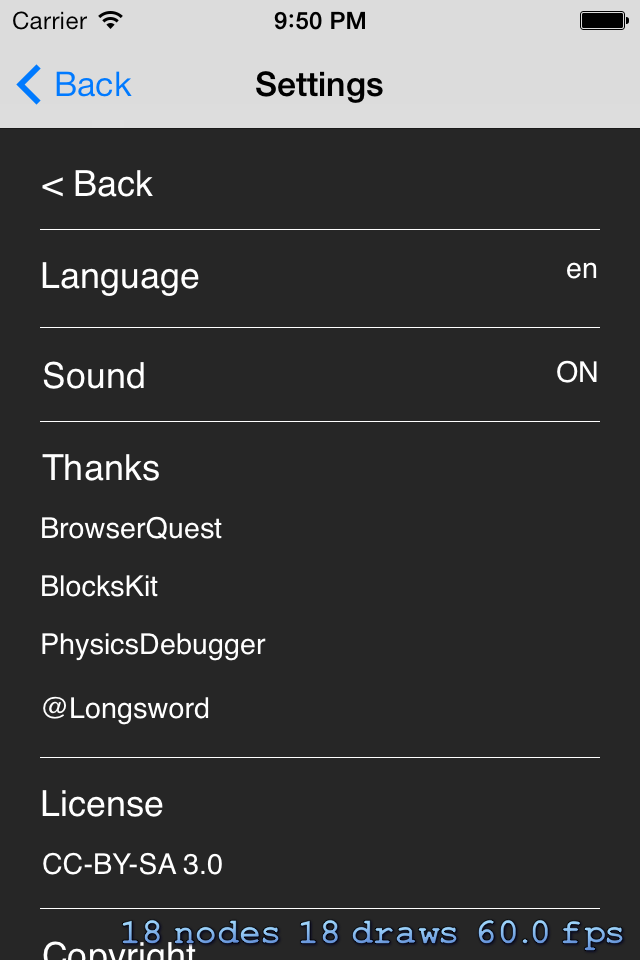 Carrier 9:50 PM
Back Settings
< Back
Language en
Sound ON
Thanks
BrowserQuest
BlocksKit
PhysicsDebugger
@Longsword
License
CC-BY-SA 3.0
18 nodes 18 draws 60.0 fps
Copyright